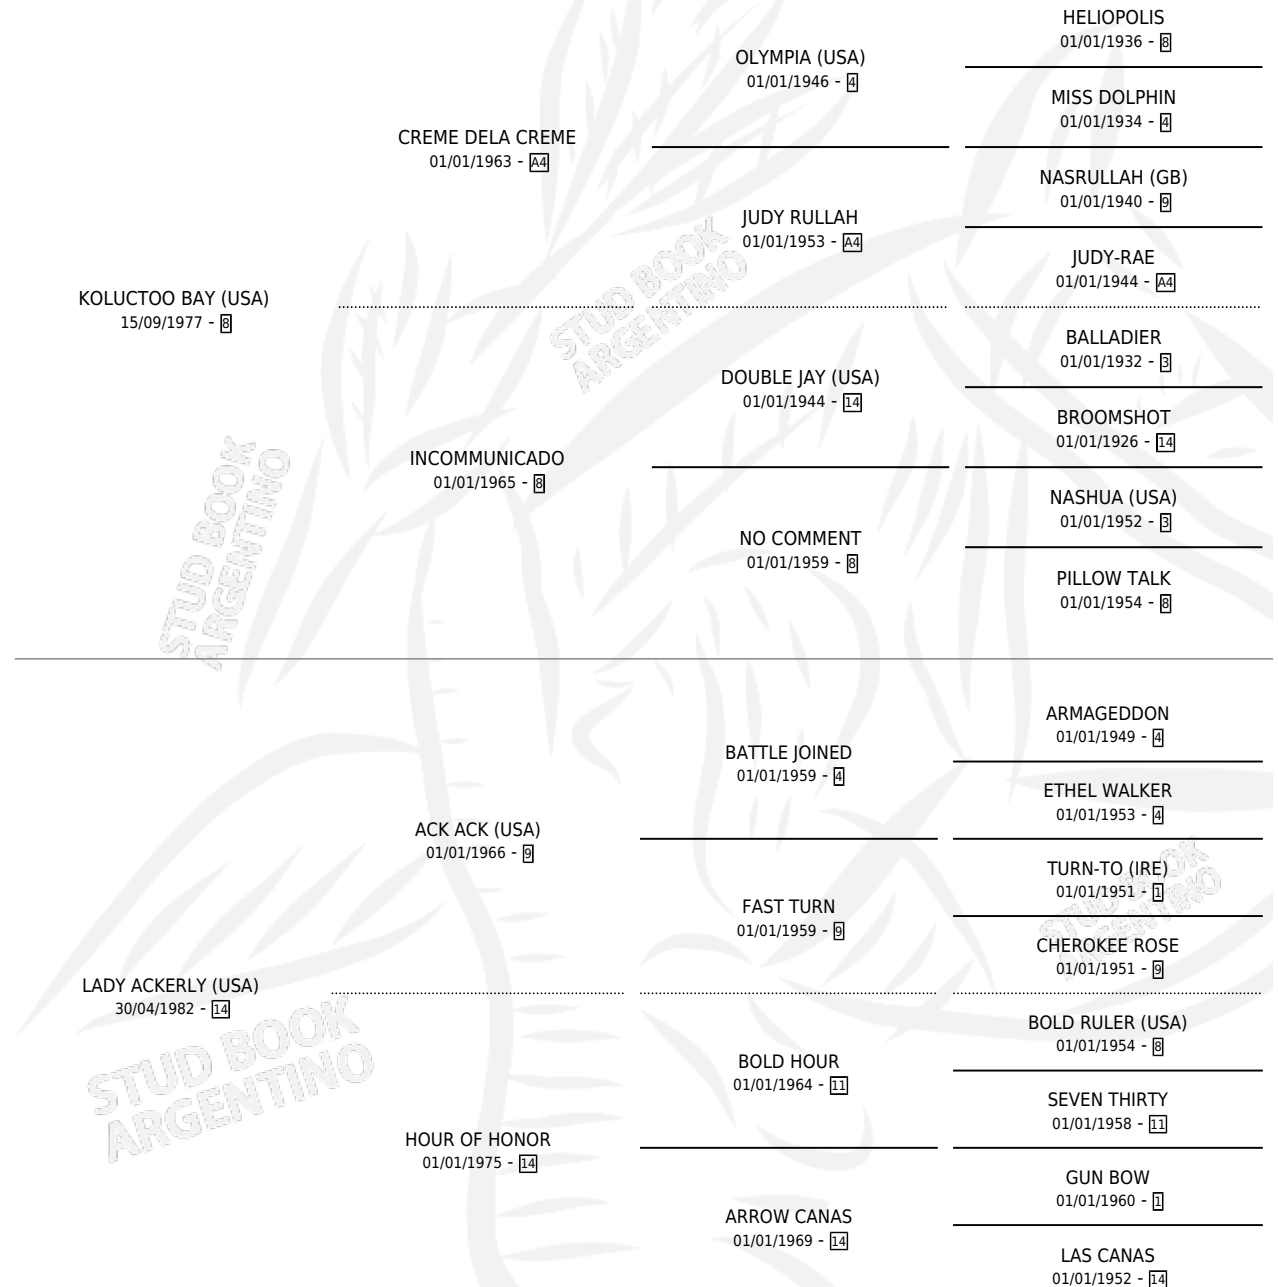 HELIOPOLIS
01/01/1936 - 8
OLYMPIA (USA)
01/01/1946 - 4
MISS DOLPHIN
01/01/1934 - 4
CREME DELA CREME
01/01/1963 - A4
NASRULLAH (GB)
01/01/1940 - 9
JUDY RULLAH
01/01/1953 - A4
JUDY-RAE
01/01/1944 - A4
KOLUCTOO BAY (USA)
15/09/1977 - 8
BALLADIER
01/01/1932 - 3
DOUBLE JAY (USA)
01/01/1944 - 14
BROOMSHOT
01/01/1926 - 14
INCOMMUNICADO
01/01/1965 - 8
NASHUA (USA)
01/01/1952 - 3
NO COMMENT
01/01/1959 - 8
PILLOW TALK
01/01/1954 - 8
STUD BOOK
ARGENTINO
STUD BOOK
ARGENTINO
ARMAGEDDON
01/01/1949 - 4
BATTLE JOINED
01/01/1959 - 4
ETHEL WALKER
01/01/1953 - 4
ACK ACK (USA)
01/01/1966 - 9
TURN-TO (IRE)
01/01/1951 - 1
FAST TURN
01/01/1959 - 9
CHEROKEE ROSE
01/01/1951 - 9
LADY ACKERLY (USA)
30/04/1982 - 14
BOLD RULER (USA)
01/01/1954 - 8
BOLD HOUR
01/01/1964 - 11
SEVEN THIRTY
01/01/1958 - 11
HOUR OF HONOR
01/01/1975 - 14
GUN BOW
01/01/1960 - 1
ARROW CANAS
01/01/1969 - 14
LAS CANAS
01/01/1952 - 14
STUD BOOK
ARGENTINO
STUD BOOK
ARGENTINO